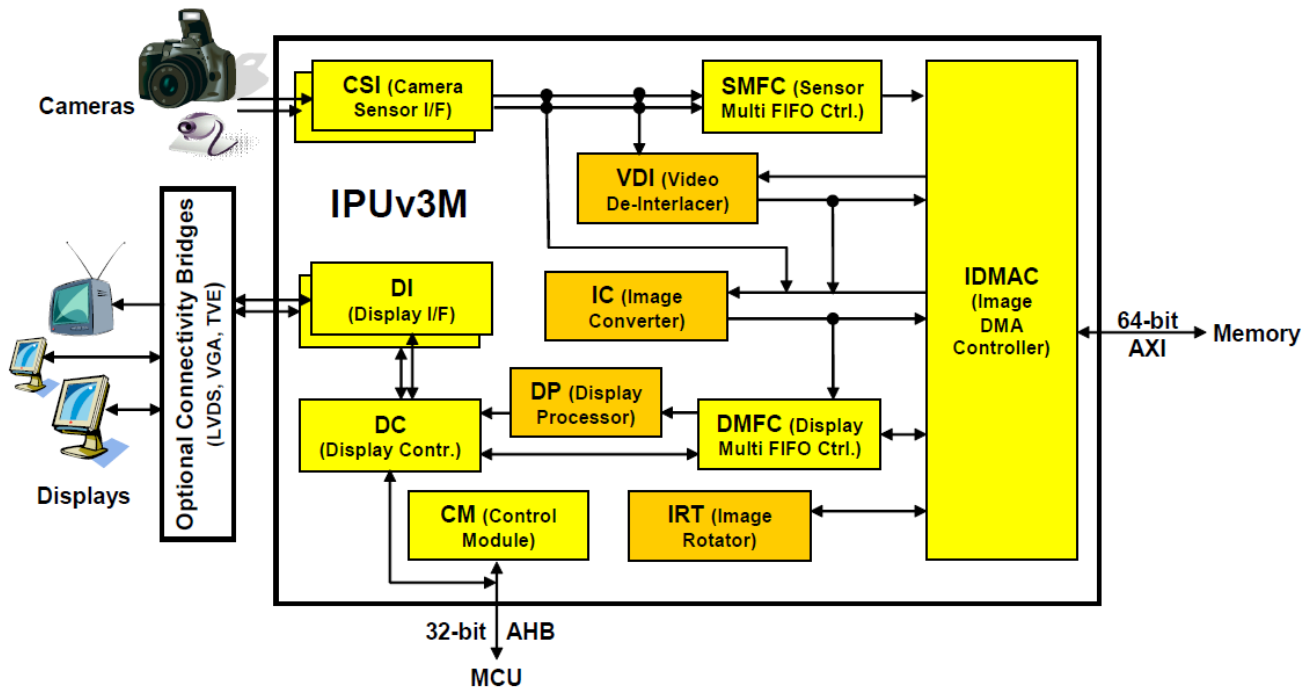 Cameras
CSI (Camera
Sensor I/F)
SMFC (Sensor
Multi FIFO Ctrl.)
VDI (Video
De-Interlacer)
IPUv3M
Optional Connectivity Bridges
(LVDS, VGA, TVE)
DI
(Display I/F)
IC (Image
Converter)
IDMAC
(Image
DMA
Controller)
64-bit
AXI
Memory
DP (Display
Processor)
DC
(Display Contr.)
DMFC (Display
Multi FIFO Ctrl.)
Displays
CM (Control
Module)
IRT (Image
Rotator)
32-bit AHB
MCU